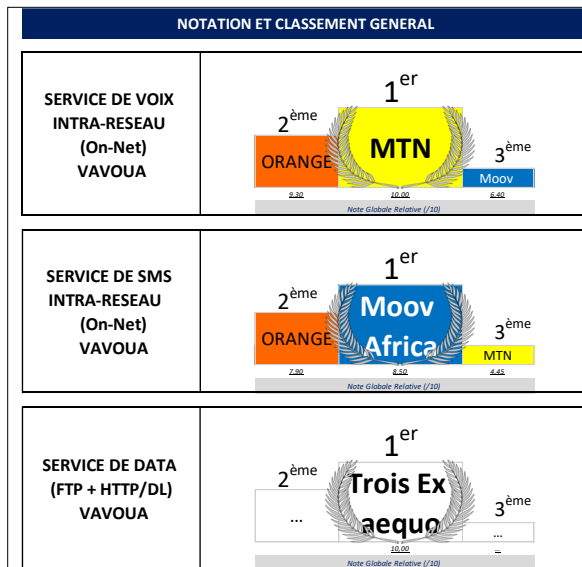 NOTATION ET CLASSEMENT GENERAL
SERVICE DE VOIX
INTRA-RESEAU
(On-Net)
VAVOUA
1er
2ème
3ème
ORANGE
MTN
Moov
9.30
10.00
6.40
Note Globale Relative (/10)
SERVICE DE SMS
INTRA-RESEAU
(On-Net)
VAVOUA
1er
2ème
3ème
ORANGE
Moov
Africa
MTN
7.90
8.50
4.45
Note Globale Relative (/10)
SERVICE DE DATA
(FTP + HTTP/DL)
VAVOUA
1er
2ème
3ème
...
Trois Ex
aequo
...
10,00
...
Note Globale Relative (/10)